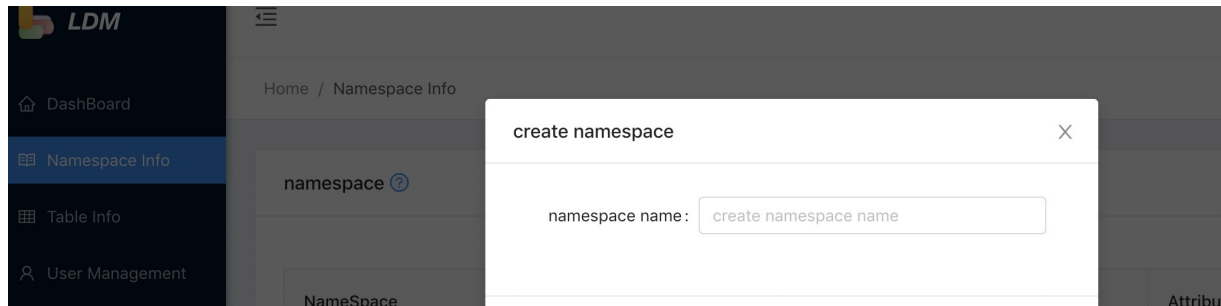 LDM
Home / Namespace Info
DashBoard
create namespace
Namespace Info
namespace
Table Info
namespace name: create namespace name
User Management
NameSpace